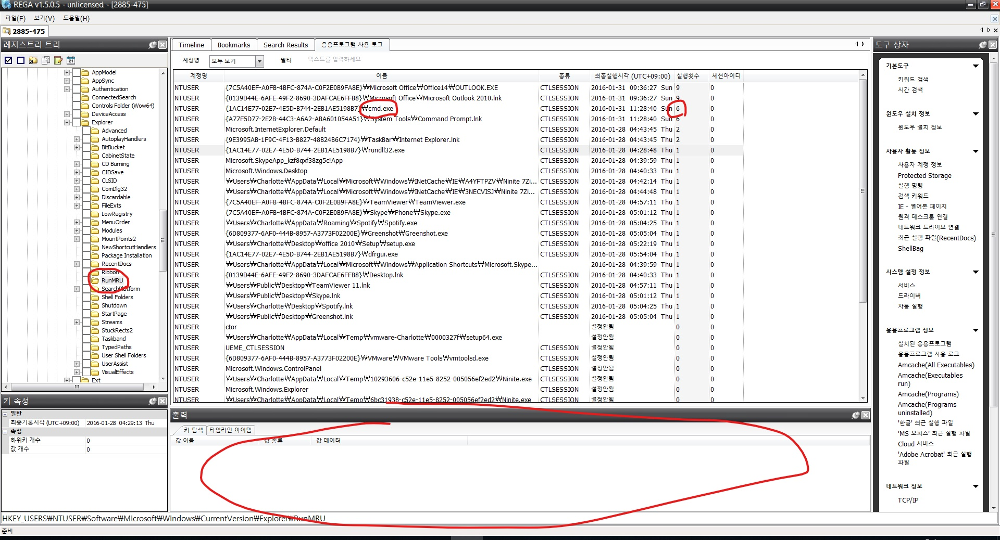 REGA v1.5.0.5 - unlicensed - [2885-475]
파일(F) 보기(V) 도움말(H)
2885-475
레지스트리 트리
21
AppModel
AppSync
Authentication
ConnectedSearch
Controls Folder (Wow64)
DeviceAccess
Explorer
Advanced
AutoplayHandlers
BitBucket
CabinetState
CD Burning
CIDSave
CLSID
ComDlg32
Discardable
FileExts
LowRegistry
MenuOrder
Modules
MountPoints2
NewShortcutHandlers
Package Installation
RecentDocs
Ribbon
RunMRU
SearchPlatform
Shell Folders
Shutdown
StartPage
Streams
StuckRects2
Taskband
TypedPaths
User Shell Folders
UserAssist
VisualEffects
Ext
키 속성
일반
최종기록시각 (UTC+09:00) 2016-01-28 04:29:13 Thu
속성
하위키 개수 0
값 개수 0
Timeline Bookmarks Search Results 응용프로그램 사용 로그
계정명 모두 보기 필터 텍스트를 입력하세요
계정명 이름 종류 최종실행시각 (UTC+09:00) 실행횟수 세션아이디
NTUSER {7C5A40EF-A0FB-4BFC-874A-C0F2E0B9FA8E}₩Microsoft Office₩Office14₩OUTLOOK.EXE CTLSESSION 2016-01-31 09:36:27 Sun 9 0
NTUSER {0139D44E-6AFE-49F2-8690-3DAFCAE6FFB8}₩Microsoft Office₩Microsoft Outlook 2010.lnk CTLSESSION 2016-01-31 09:36:27 Sun 9 0
NTUSER {1AC14E77-02E7-4E5D-B744-2EB1AE5198B7}₩cmd.exe CTLSESSION 2016-01-31 11:28:40 Sun 6 0
NTUSER {A77F5D77-2E2B-44C3-A6A2-ABA601054A51}₩System Tools₩Command Prompt.lnk CTLSESSION 2016-01-31 11:28:40 Sun 6 0
NTUSER Microsoft.InternetExplorer.Default CTLSESSION 2016-01-28 04:43:45 Thu 2 0
NTUSER {9E3995AB-1F9C-4F13-B827-48B24B6C7174}₩TaskBar₩Internet Explorer.lnk CTLSESSION 2016-01-28 04:43:45 Thu 2 0
NTUSER {1AC14E77-02E7-4E5D-B744-2EB1AE5198B7}₩rundll32.exe CTLSESSION 2016-01-28 04:28:48 Thu 1 0
NTUSER Microsoft.SkypeApp_kzf8qxf38zg5c!App CTLSESSION 2016-01-28 04:39:59 Thu 1 0
NTUSER Microsoft.Windows.Desktop CTLSESSION 2016-01-28 04:40:33 Thu 1 0
NTUSER ₩Users₩Charlotte₩AppData₩Local₩Microsoft₩Windows₩INetCache₩IE₩A4YFTPZV₩Ninite 7Zi... CTLSESSION 2016-01-28 04:42:14 Thu 1 0
NTUSER ₩Users₩Charlotte₩AppData₩Local₩Microsoft₩Windows₩INetCache₩IE₩3NECVISJ₩Ninite 7Zi... CTLSESSION 2016-01-28 04:44:48 Thu 1 0
NTUSER {7C5A40EF-A0FB-4BFC-874A-C0F2E0B9FA8E}₩TeamViewer₩TeamViewer.exe CTLSESSION 2016-01-28 04:57:11 Thu 1 0
NTUSER {7C5A40EF-A0FB-4BFC-874A-C0F2E0B9FA8E}₩Skype₩Phone₩Skype.exe CTLSESSION 2016-01-28 05:01:12 Thu 1 0
NTUSER ₩Users₩Charlotte₩AppData₩Roaming₩Spotify₩Spotify.exe CTLSESSION 2016-01-28 05:04:25 Thu 1 0
NTUSER {6D809377-6AF0-444B-8957-A3773F02200E}₩Greenshot₩Greenshot.exe CTLSESSION 2016-01-28 05:05:04 Thu 1 0
NTUSER ₩Users₩Charlotte₩Desktop₩office 2010₩Setup₩setup.exe CTLSESSION 2016-01-28 05:22:19 Thu 1 0
NTUSER {1AC14E77-02E7-4E5D-B744-2EB1AE5198B7}₩dfrgui.exe CTLSESSION 2016-01-28 05:54:04 Thu 1 0
NTUSER ₩Users₩Charlotte₩AppData₩Local₩Microsoft₩Windows₩Application Shortcuts₩Microsoft.Skype... 2016-01-28 04:39:59 Thu 1 0
NTUSER {0139D44E-6AFE-49F2-8690-3DAFCAE6FFB8}₩Desktop.lnk CTLSESSION 2016-01-28 04:40:33 Thu 1 0
NTUSER ₩Users₩Public₩Desktop₩TeamViewer 11.lnk CTLSESSION 2016-01-28 04:57:11 Thu 1 0
NTUSER ₩Users₩Public₩Desktop₩Skype.lnk CTLSESSION 2016-01-28 05:01:12 Thu 1 0
NTUSER ₩Users₩Charlotte₩Desktop₩Spotify.lnk CTLSESSION 2016-01-28 05:04:25 Thu 1 0
NTUSER ₩Users₩Public₩Desktop₩Greenshot.lnk CTLSESSION 2016-01-28 05:05:04 Thu 1 0
NTUSER ctor 설정안됨 0 0
NTUSER ₩Users₩Charlotte₩AppData₩Local₩Temp₩vmware-Charlotte₩0000327f₩setup64.exe 설정안됨 0 0
NTUSER UEME_CTLSESSION CTLSESSION 설정안됨 0 0
NTUSER {6D809377-6AF0-444B-8957-A3773F02200E}₩VMware₩VMware Tools₩vmtoolsd.exe CTLSESSION 설정안됨 0 0
NTUSER Microsoft.Windows.ControlPanel CTLSESSION 설정안됨 0 0
NTUSER ₩Users₩Charlotte₩AppData₩Local₩Temp₩10293606-c52e-11e5-8252-005056ef2ed2₩Ninite.exe CTLSESSION 설정안됨 0 0
NTUSER Microsoft.Windows.Explorer CTLSESSION 설정안됨 0 0
NTUSER ₩Users₩Charlotte₩AppData₩Local₩Temp₩6bc31938-c52e-11e5-8252-005056ef2ed2₩Ninite.exe CTLSESSION 설정안됨 0 0
출력
키 탐색 타임라인 아이템
값 이름 값 종류 값 데이터
도구 상자
기본도구
키워드 검색
시간 검색
윈도우 설치 정보
윈도우 설치 정보
사용자 활동 정보
사용자 계정 정보
Protected Storage
실행 명령
검색 키워드
IE - 열어본 페이지
원격 데스크톱 연결
네트워크 드라이브 연결
최근 실행 파일(RecentDocs)
ShellBag
시스템 설정 정보
서비스
드라이버
자동 실행
응용프로그램 정보
설치된 응용프로그램
응용프로그램 사용 로그
Amcache(All Executables)
Amcache(Executables
run)
Amcache(Programs)
Amcache(Programs
uninstalled)
'한글' 최근 실행 파일
'MS 오피스' 최근 실행 파일
Cloud 서비스
'Adobe Acrobat' 최근 실행
파일
네트워크 정보
TCP/IP
HKEY_USERS₩NTUSER₩Software₩Microsoft₩Windows₩CurrentVersion₩Explorer₩RunMRU
준비